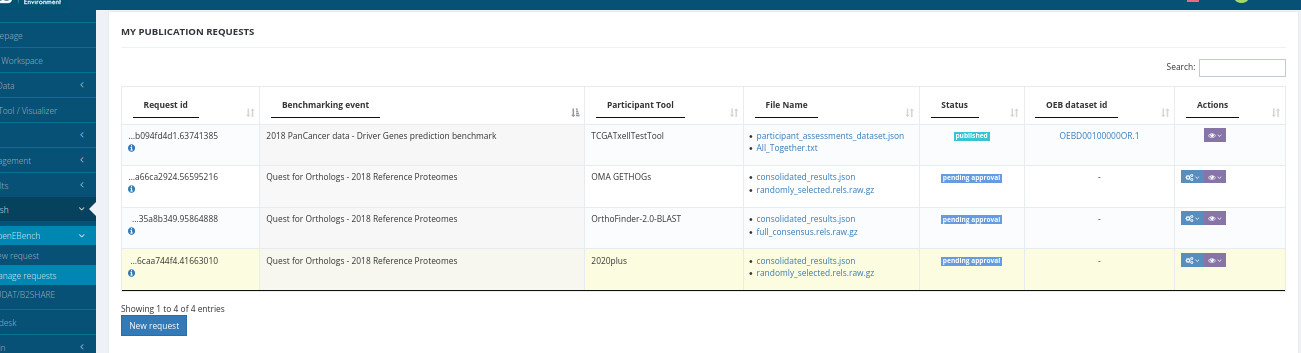 Environment
epage
MY PUBLICATION REQUESTS
Workspace
Search:
Data
Tool / Visualizer
Request id Benchmarking event Participant Tool File Name Status OEB dataset id Actions
...b094fd4d1.63741385 2018 PanCancer data - Driver Genes prediction benchmark TCGATxellTestTool participant_assessments_dataset.json published OEBD00100000OR.1
All_Together.txt
agement
...a66ca2924.56595216 Quest for Orthologs - 2018 Reference Proteomes OMA GETHOGs consolidated_results.json pending approval -
lts
randomly_selected.rels.raw.gz
sh
...35a8b349.95864888 Quest for Orthologs - 2018 Reference Proteomes OrthoFinder-2.0-BLAST consolidated_results.json pending approval -
penEBench
full_consensus.rels.raw.gz
ew request
...6caa744f4.41663010 Quest for Orthologs - 2018 Reference Proteomes 2020plus consolidated_results.json pending approval -
anage requests
randomly_selected.rels.raw.gz
UDAT/B2SHARE
Showing 1 to 4 of 4 entries
desk
New request
n